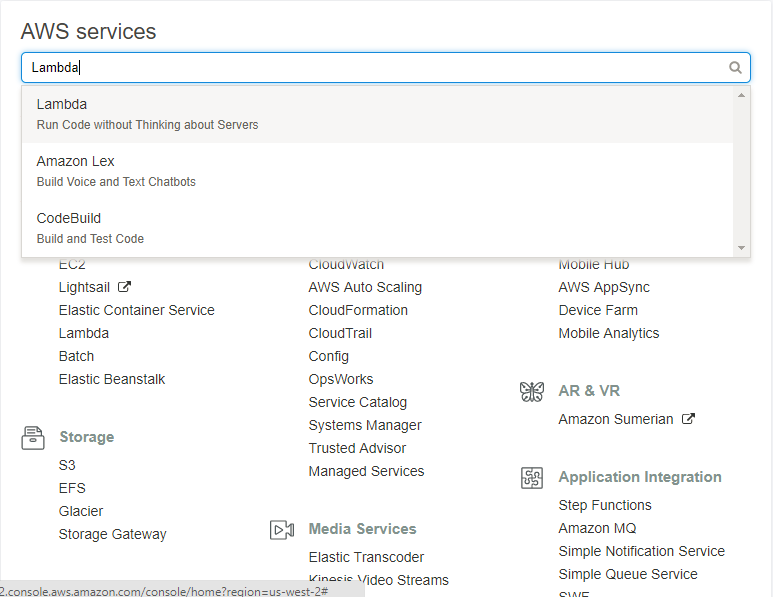 AWS services
Lambda
Lambda
Run Code without Thinking about Servers
Amazon Lex
Build Voice and Text Chatbots
CodeBuild
Build and Test Code
EC2
Lightsail
Elastic Container Service
Lambda
Batch
Elastic Beanstalk
Storage
S3
EFS
Glacier
Storage Gateway
CloudWatch
AWS Auto Scaling
CloudFormation
CloudTrail
Config
OpsWorks
Service Catalog
Systems Manager
Trusted Advisor
Managed Services
Media Services
Elastic Transcoder
Kinesis Video Streams
Mobile Hub
AWS AppSync
Device Farm
Mobile Analytics
AR & VR
Amazon Sumerian
Application Integration
Step Functions
Amazon MQ
Simple Notification Service
Simple Queue Service
SWF
2.console.aws.amazon.com/console/home?region=us-west-2#